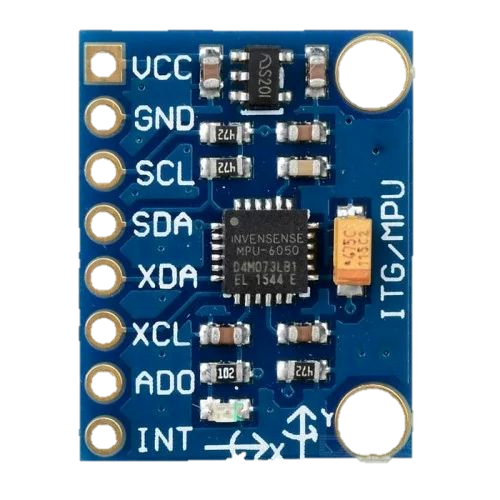 VCC
GND
SCL
SDA
XDA
XCL
ADO
INT
S201
472
472
INVENSENSE
MPU-6050
D4M073LB1
EL 1544 E
ITG/MPU
102
472
X
Y